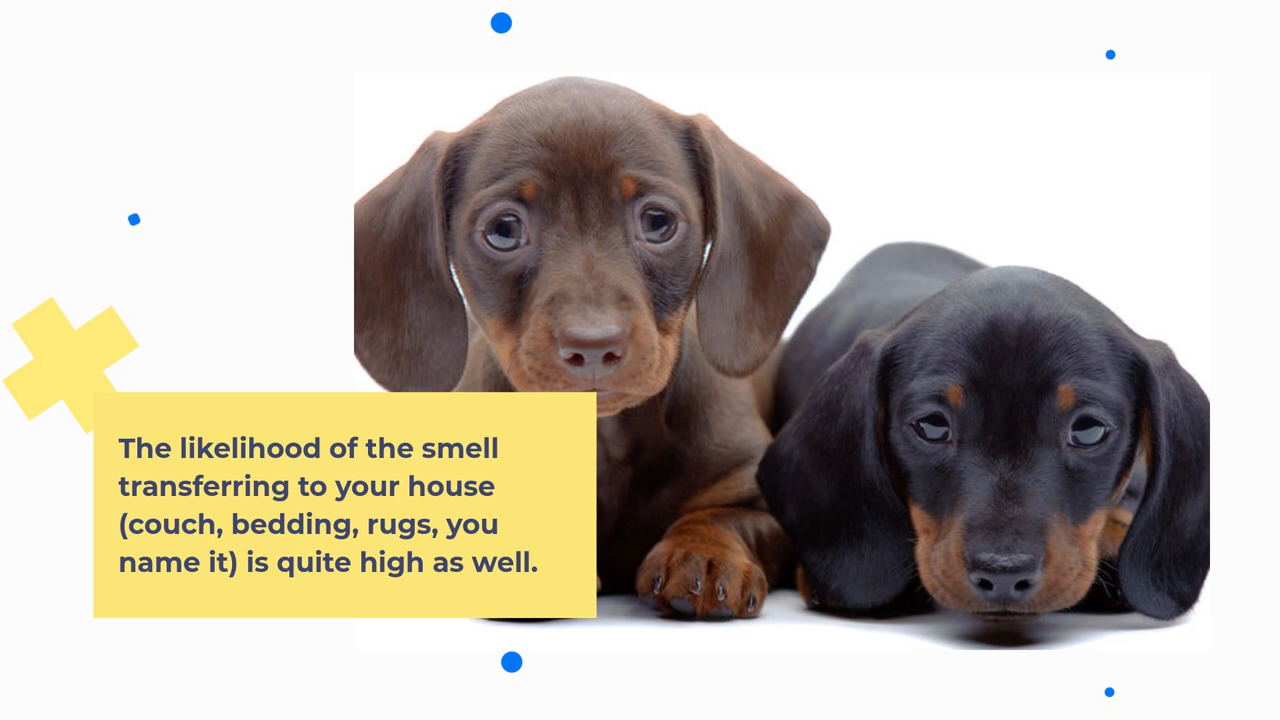 The likelihood of the smell
transferring to your house
(couch, bedding, rugs, you
name it) is quite high as well.